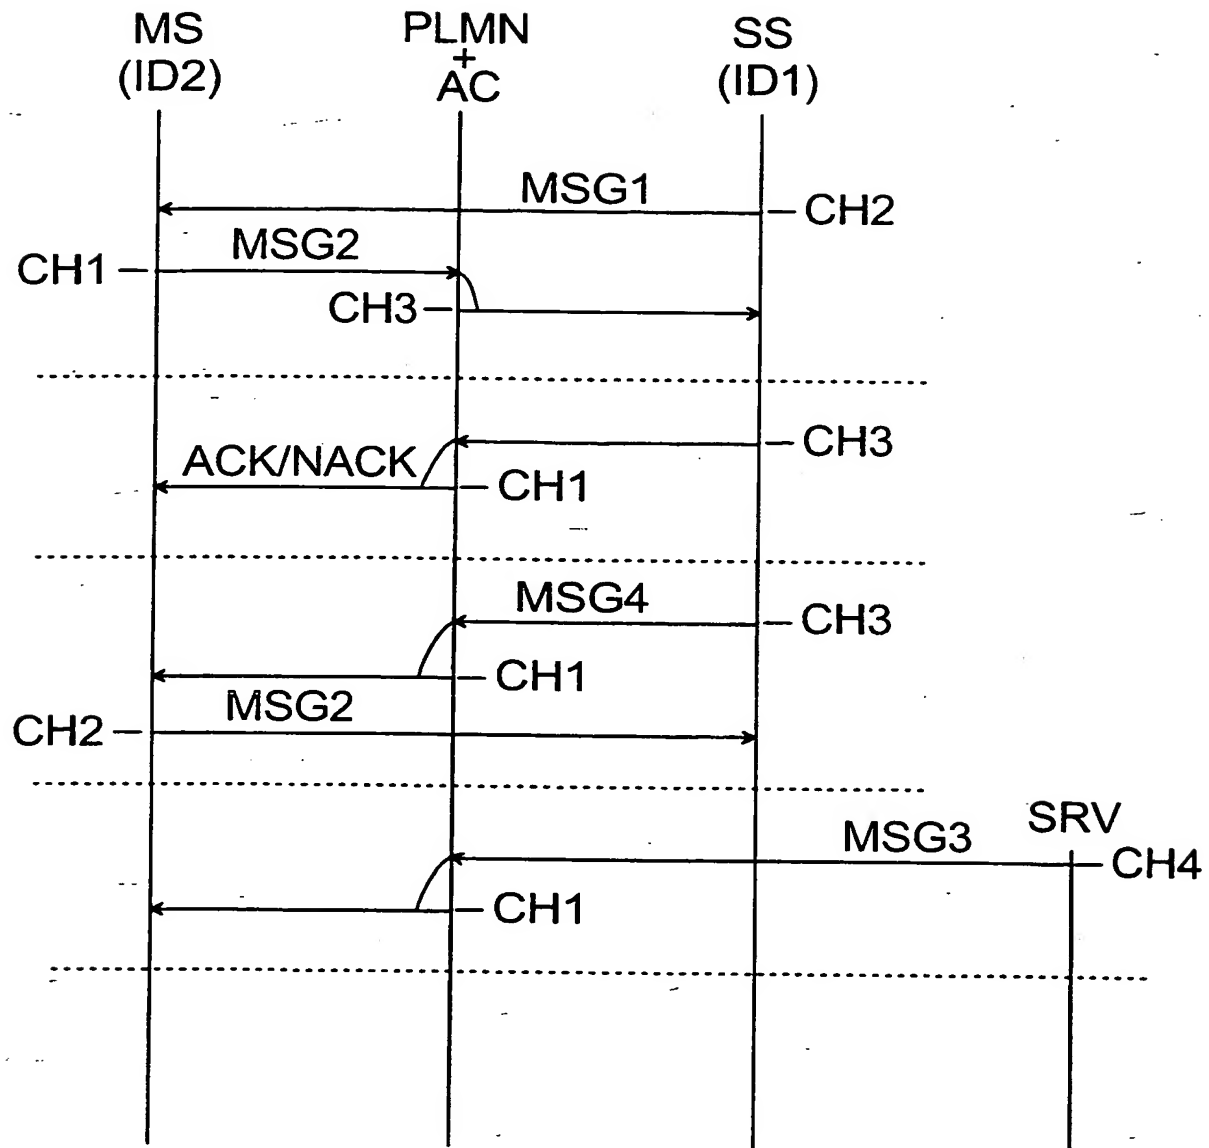 MS
(ID2)
PLMN
+
AC
SS
(ID1)
MSG1
CH2
MSG2
CH1
CH3
CH3
ACK/NACK
CH1
MSG4
CH3
CH1
MSG2
CH2
SRV
MSG3
CH4
CH1